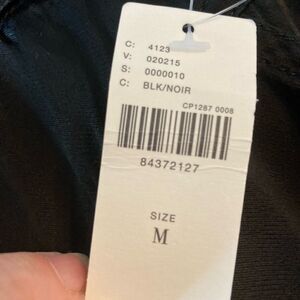 C: 4123
V: 020215
S: 0000010
C: BLK/NOIR
CP1287 0008
84372127
SIZE
M